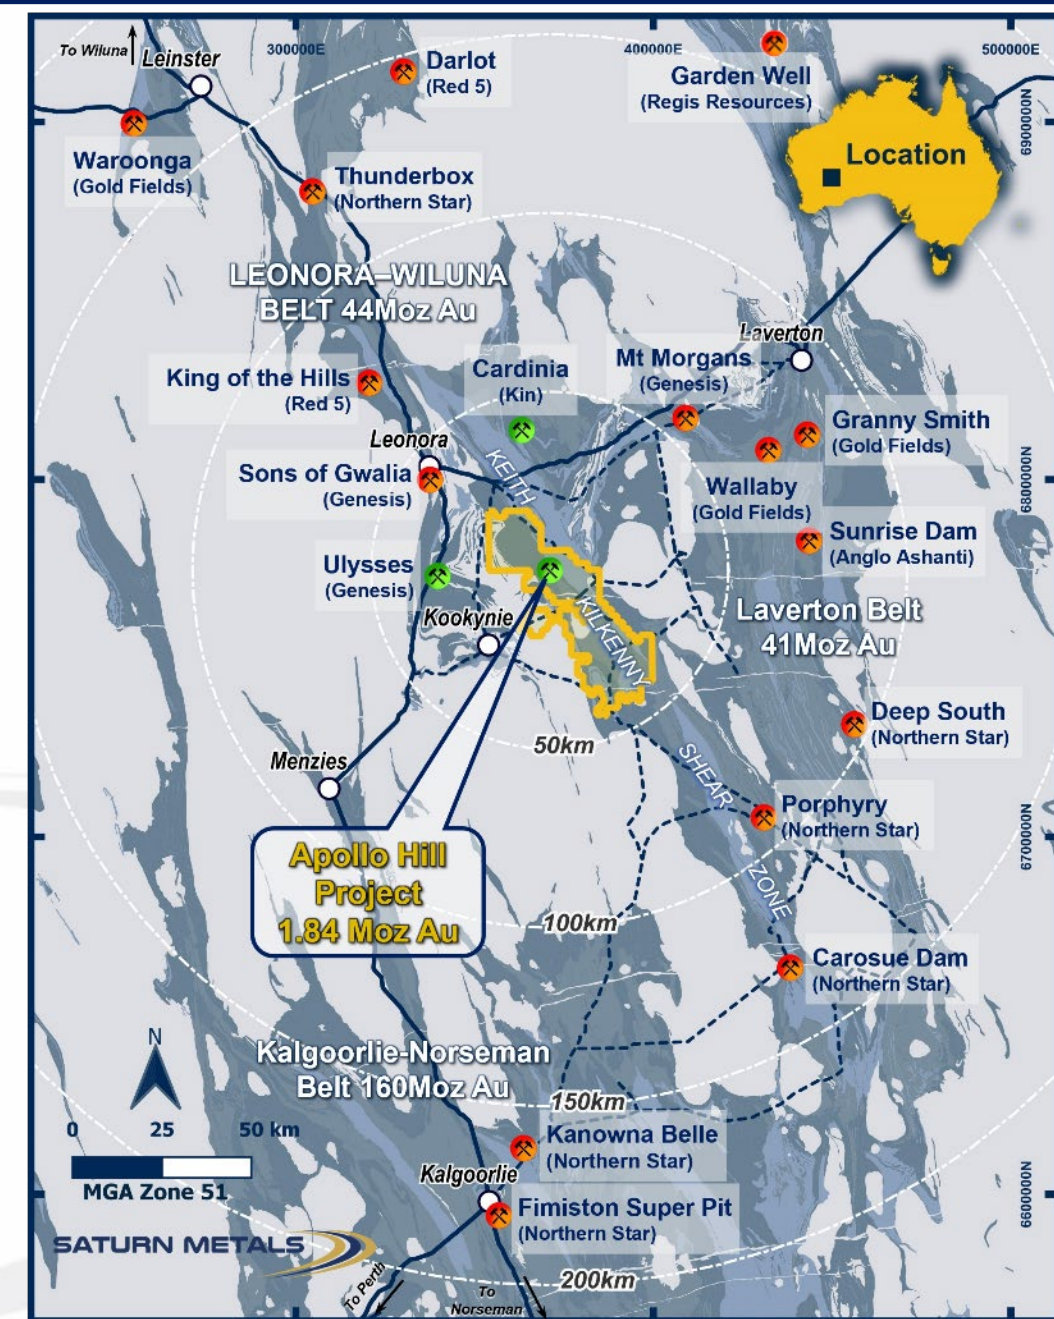 To Wiluna
Leinster
300000E
400000E
500000E
Darlot
(Red 5)
Garden Well
(Regis Resources)
6900000N
Waroonga
(Gold Fields)
Thunderbox
(Northern Star)
Location
LEONORA–WILUNA
BELT 44Moz Au
Laverton
King of the Hills
(Red 5)
Cardinia
(Kin)
Mt Morgans
(Genesis)
Granny Smith
(Gold Fields)
Leonora
Sons of Gwalia
(Genesis)
KEITH
Wallaby
(Gold Fields)
6800000N
Sunrise Dam
(Anglo Ashanti)
Ulysses
(Genesis)
Kookynie
KILKENNY
Laverton Belt
41Moz Au
Deep South
(Northern Star)
50km
Menzies
SHEAR
Porphyry
(Northern Star)
6700000N
Apollo Hill
Project
1.84 Moz Au
ZONE
100km
Carosue Dam
(Northern Star)
N
Kalgoorlie-Norseman
Belt 160Moz Au
150km
0 25 50 km
MGA Zone 51
Kanowna Belle
(Northern Star)
Kalgoorlie
Fimiston Super Pit
(Northern Star)
6600000N
SATURN METALS
200km
To Perth
To
Norseman